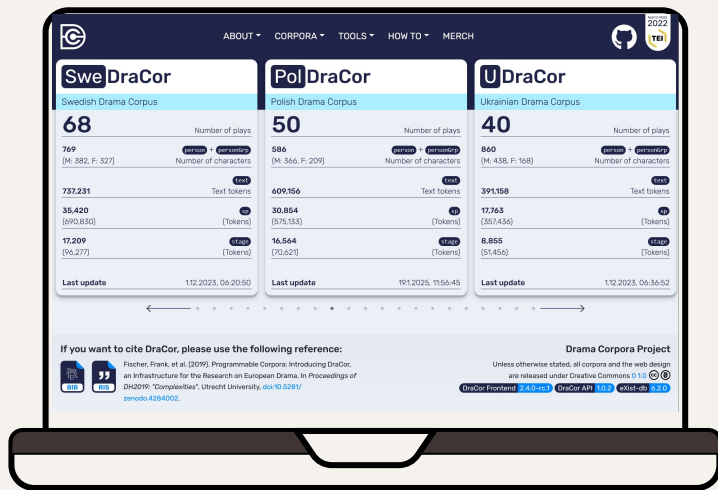 ABOUT CORPORA TOOLS HOW TO MERCH
2022
TEI
SweDraCor
Swedish Drama Corpus
68 Number of plays
769 person + personGrp
(M: 382, F: 327) Number of characters
text
737,231 Text tokens
35,420 sp
(690,830) (Tokens)
17,209 stage
(96,277) (Tokens)
Last update 1.12.2023, 06:20:50
PolDraCor
Polish Drama Corpus
50 Number of plays
586 person + personGrp
(M: 366, F: 209) Number of characters
text
609,156 Text tokens
30,854 sp
(575,133) (Tokens)
16,564 stage
(70,621) (Tokens)
Last update 19.1.2025, 11:56:45
UDraCor
Ukrainian Drama Corpus
40 Number of plays
860 person + personGrp
(M: 438, F: 168) Number of characters
text
391,158 Text tokens
17,763 sp
(357,436) (Tokens)
8,855 stage
(51,456) (Tokens)
Last update 1.12.2023, 06:36:52
If you want to cite DraCor, please use the following reference:
BIB
RIS
Fischer, Frank, et al. (2019). Programmable Corpora: Introducing DraCor,
an Infrastructure for the Research on European Drama. In Proceedings of
DH2019: "Complexities", Utrecht University, doi:10.5281/
zenodo.4284002.
Drama Corpora Project
Unless otherwise stated, all corpora and the web design
are released under Creative Commons 0 1.0
DraCor Frontend 2.4.0-rc.1 DraCor API 1.0.2 eXist-db 6.2.0